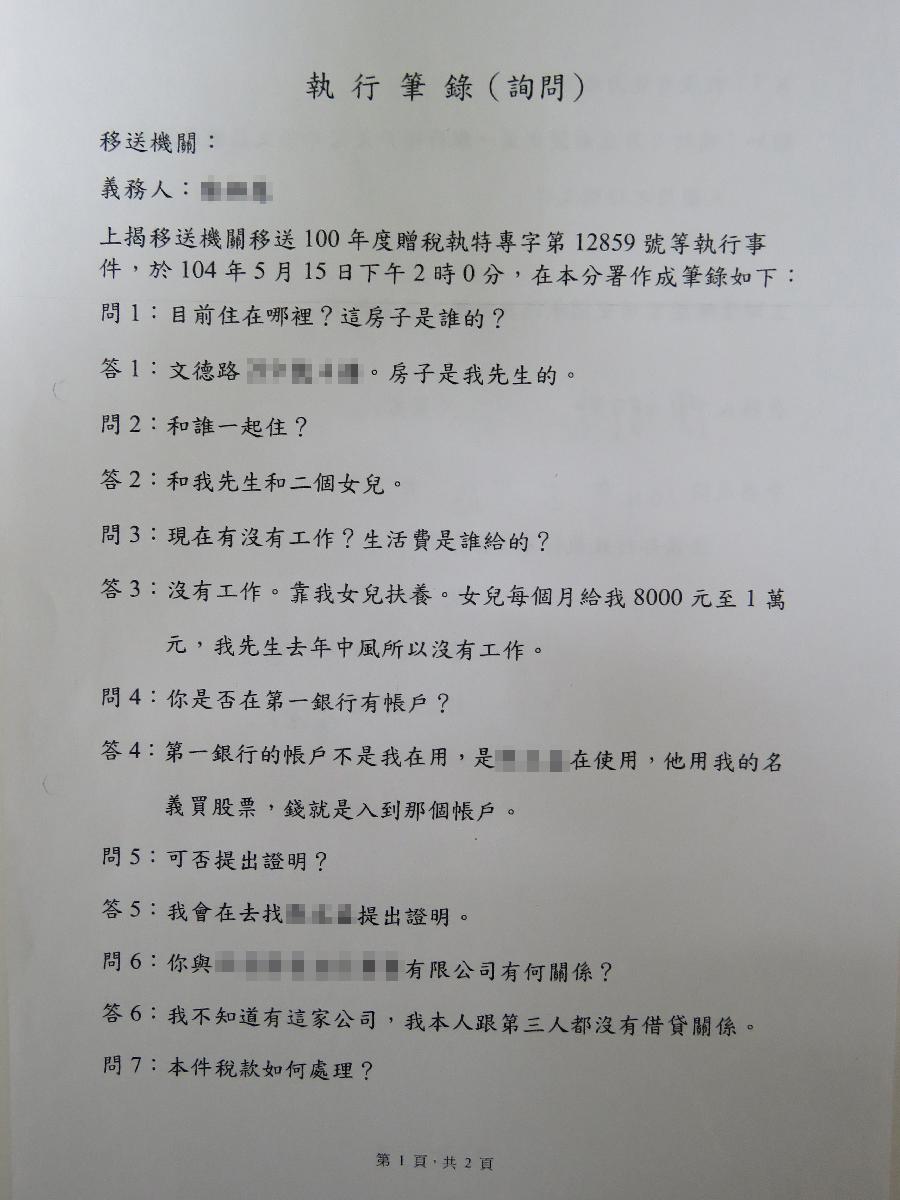 執行筆錄（詢問）
移送機關：
義務人：
上揭移送機關移送 100 年度贈稅執特專字第 12859 號等執行事
件，於 104 年 5 月 15 日下午 2 時 0 分，在本分署作成筆錄如下：
問 1：目前住在哪裡？這房子是誰的？
答 1：文德路 。房子是我先生的。
問 2：和誰一起住？
答 2：和我先生和二個女兒。
問 3：現在有沒有工作？生活費是誰給的？
答 3：沒有工作。靠我女兒扶養。女兒每個月給我 8000 元至 1 萬
元，我先生去年中風所以沒有工作。
問 4：你是否在第一銀行有帳戶？
答 4：第一銀行的帳戶不是我在用，是 在使用，他用我的名
義買股票，錢就是入到那個帳戶。
問 5：可否提出證明？
答 5：我會在去找 提出證明。
問 6：你與 有限公司有何關係？
答 6：我不知道有這家公司，我本人跟第三人都沒有借貸關係。
問 7：本件稅款如何處理？
第 1 頁，共 2 頁